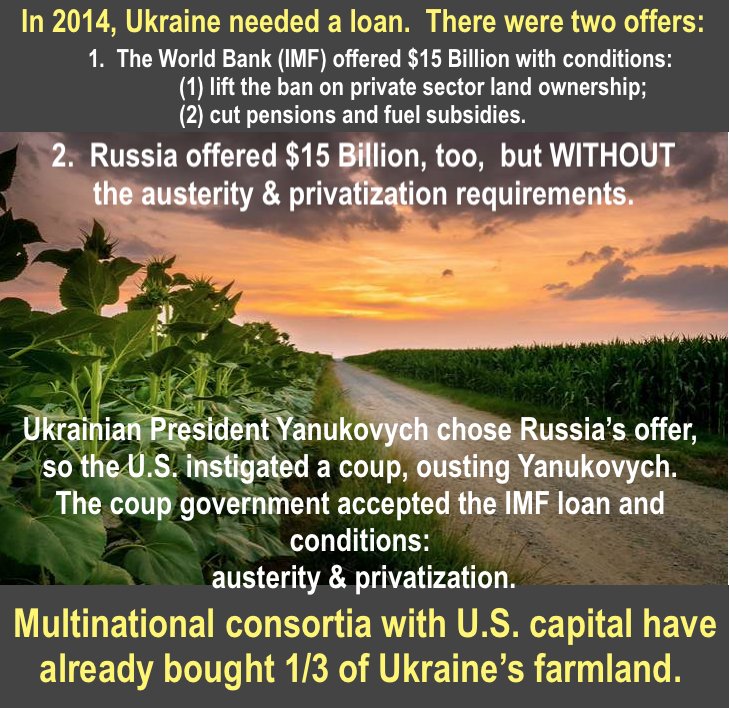 In 2014, Ukraine needed a loan.  There were two offers:
1.  The World Bank (IMF) offered $15 Billion with conditions:
(1) lift the ban on private sector land ownership;
(2) cut pensions and fuel subsidies.
2.  Russia offered $15 Billion, too,  but WITHOUT
the austerity & privatization requirements.
Ukrainian President Yanukovych chose Russia’s offer,
so the U.S. instigated a coup, ousting Yanukovych.
The coup government accepted the IMF loan and
conditions:
austerity & privatization.
Multinational consortia with U.S. capital have
already bought 1/3 of Ukraine’s farmland.